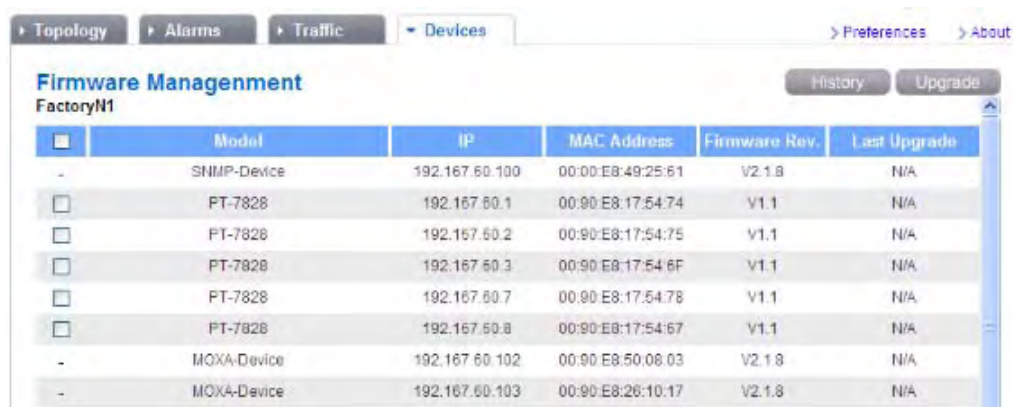 Topology Alarms Traffic Devices > Preferences > About
Firmware Managenment History Upgrade
FactoryN1
Model IP MAC Address Firmware Rev. Last Upgrade
- SNMP-Device 192.167.60.100 00:00:E8:49:25:61 V2.1.8 N/A
PT-7828 192.167.60.1 00:90:E8:17:54:74 V1.1 N/A
PT-7828 192.167.60.2 00:90:E8:17:54:75 V1.1 N/A
PT-7828 192.167.60.3 00:90:E8:17:54:6F V1.1 N/A
PT-7828 192.167.60.7 00:90:E8:17:54:78 V1.1 N/A
PT-7828 192.167.60.8 00:90:E8:17:54:67 V1.1 N/A
- MOXA-Device 192.167.60.102 00:90:E8:50:08:03 V2.1.8 N/A
- MOXA-Device 192.167.60.103 00:90:E8:26:10:17 V2.1.8 N/A